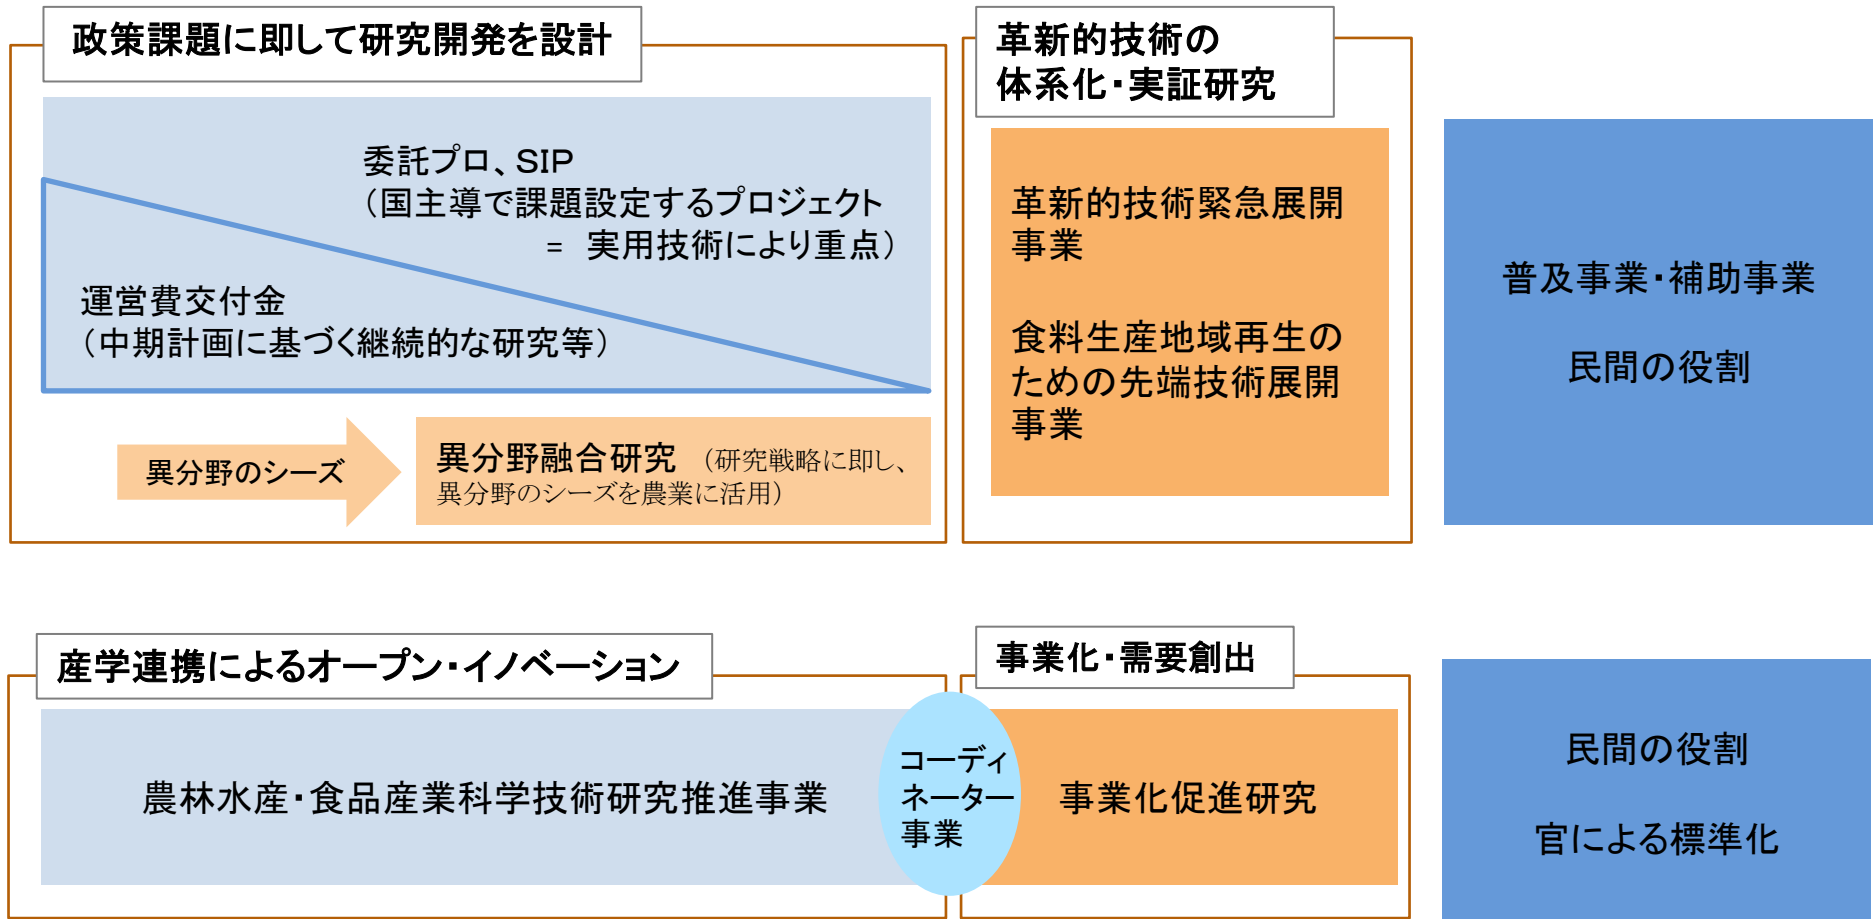 政策課題に即して研究開発を設計
委託プロ、SIP
（国主導で課題設定するプロジェクト
= 実用技術により重点）
運営費交付金
（中期計画に基づく継続的な研究等）
異分野のシーズ
異分野融合研究 （研究戦略に即し、
異分野のシーズを農業に活用）
革新的技術の
体系化・実証研究
革新的技術緊急展開
事業
食料生産地域再生の
ための先端技術展開
事業
普及事業・補助事業
民間の役割
産学連携によるオープン・イノベーション
農林水産・食品産業科学技術研究推進事業
コーディ
ネーター
事業
事業化・需要創出
事業化促進研究
民間の役割
官による標準化